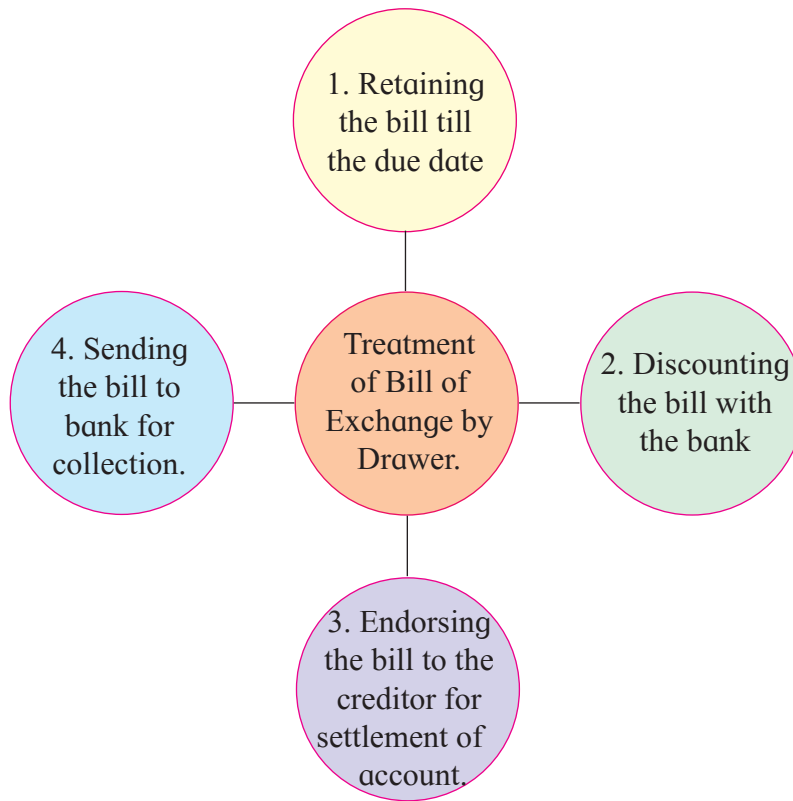 1. Retaining
the bill till
the due date
4. Sending
the bill to
bank for
collection.
Treatment
of Bill of
Exchange by
Drawer.
2. Discounting
the bill with
the bank
3. Endorsing
the bill to the
creditor for
settlement of
account.